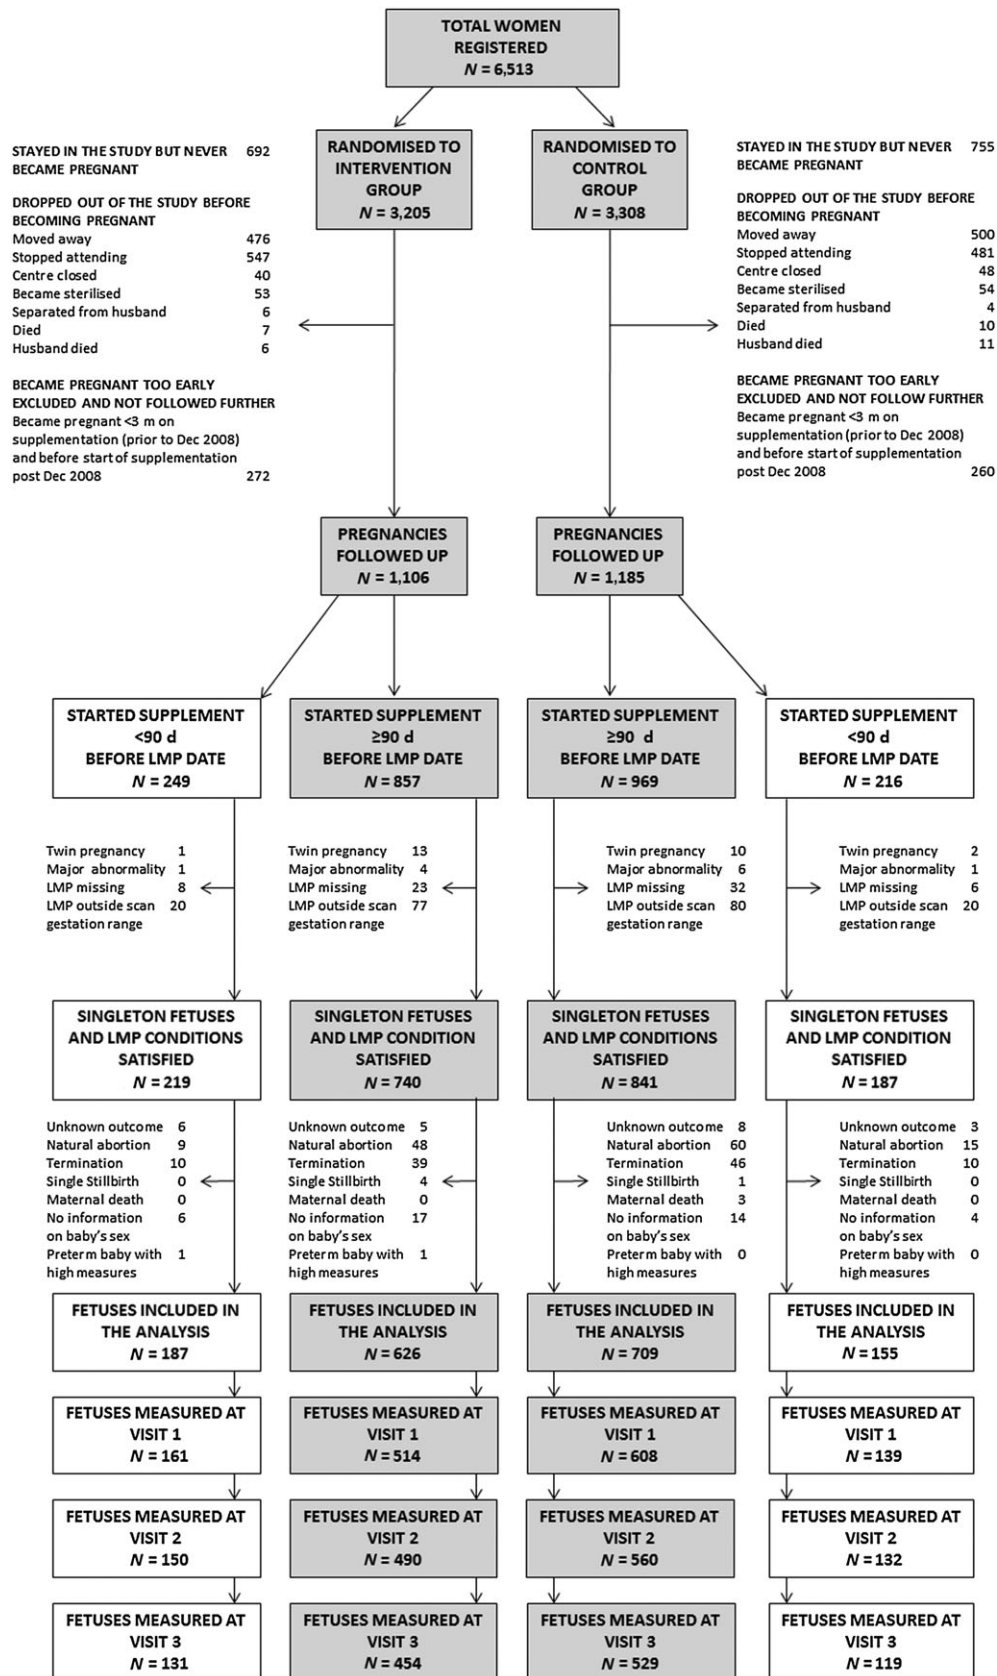 TOTAL WOMEN
REGISTERED
N = 6,513
STAYED IN THE STUDY BUT NEVER 692
BECAME PREGNANT
DROPPED OUT OF THE STUDY BEFORE
BECOMING PREGNANT
Moved away 476
Stopped attending 547
Centre closed 40
Became sterilised 53
Separated from husband 6
Died 7
Husband died 6
BECAME PREGNANT TOO EARLY
EXCLUDED AND NOT FOLLOWED FURTHER
Became pregnant <3 m on
supplementation (prior to Dec 2008)
and before start of supplementation
post Dec 2008 272
RANDOMISED TO
INTERVENTION
GROUP
N = 3,205
RANDOMISED TO
CONTROL
GROUP
N = 3,308
STAYED IN THE STUDY BUT NEVER 755
BECAME PREGNANT
DROPPED OUT OF THE STUDY BEFORE
BECOMING PREGNANT
Moved away 500
Stopped attending 481
Centre closed 48
Became sterilised 54
Separated from husband 4
Died 10
Husband died 11
BECAME PREGNANT TOO EARLY
EXCLUDED AND NOT FOLLOW FURTHER
Became pregnant <3 m on
supplementation (prior to Dec 2008)
and before start of supplementation
post Dec 2008 260
PREGNANCIES
FOLLOWED UP
N = 1,106
PREGNANCIES
FOLLOWED UP
N = 1,185
STARTED SUPPLEMENT
<90 d
BEFORE LMP DATE
N = 249
STARTED SUPPLEMENT
≥90 d
BEFORE LMP DATE
N = 857
STARTED SUPPLEMENT
≥90 d
BEFORE LMP DATE
N = 969
STARTED SUPPLEMENT
<90 d
BEFORE LMP DATE
N = 216
Twin pregnancy 1
Major abnormality 1
LMP missing 8
LMP outside scan 20
gestation range
Twin pregnancy 13
Major abnormality 4
LMP missing 23
LMP outside scan 77
gestation range
Twin pregnancy 10
Major abnormality 6
LMP missing 32
LMP outside scan 80
gestation range
Twin pregnancy 2
Major abnormality 1
LMP missing 6
LMP outside scan 20
gestation range
SINGLETON FETUSES
AND LMP CONDITIONS
SATISFIED
N = 219
SINGLETON FETUSES
AND LMP CONDITION
SATISFIED
N = 740
SINGLETON FETUSES
AND LMP CONDITIONS
SATISFIED
N = 841
SINGLETON FETUSES
AND LMP CONDITION
SATISFIED
N = 187
Unknown outcome 6
Natural abortion 9
Termination 10
Single Stillbirth 0
Maternal death 0
No information 6
on baby's sex
Preterm baby with 1
high measures
Unknown outcome 5
Natural abortion 48
Termination 39
Single Stillbirth 4
Maternal death 0
No information 17
on baby's sex
Preterm baby with 1
high measures
Unknown outcome 8
Natural abortion 60
Termination 46
Single Stillbirth 1
Maternal death 3
No information 14
on baby's sex
Preterm baby with 0
high measures
Unknown outcome 3
Natural abortion 15
Termination 10
Single Stillbirth 0
Maternal death 0
No information 4
on baby's sex
Preterm baby with 0
high measures
FETUSES INCLUDED IN
THE ANALYSIS
N = 187
FETUSES INCLUDED IN
THE ANALYSIS
N = 626
FETUSES INCLUDED IN
THE ANALYSIS
N = 709
FETUSES INCLUDED IN
THE ANALYSIS
N = 155
FETUSES MEASURED AT
VISIT 1
N = 161
FETUSES MEASURED AT
VISIT 1
N = 514
FETUSES MEASURED AT
VISIT 1
N = 608
FETUSES MEASURED AT
VISIT 1
N = 139
FETUSES MEASURED AT
VISIT 2
N = 150
FETUSES MEASURED AT
VISIT 2
N = 490
FETUSES MEASURED AT
VISIT 2
N = 560
FETUSES MEASURED AT
VISIT 2
N = 132
FETUSES MEASURED AT
VISIT 3
N = 131
FETUSES MEASURED AT
VISIT 3
N = 454
FETUSES MEASURED AT
VISIT 3
N = 529
FETUSES MEASURED AT
VISIT 3
N = 119